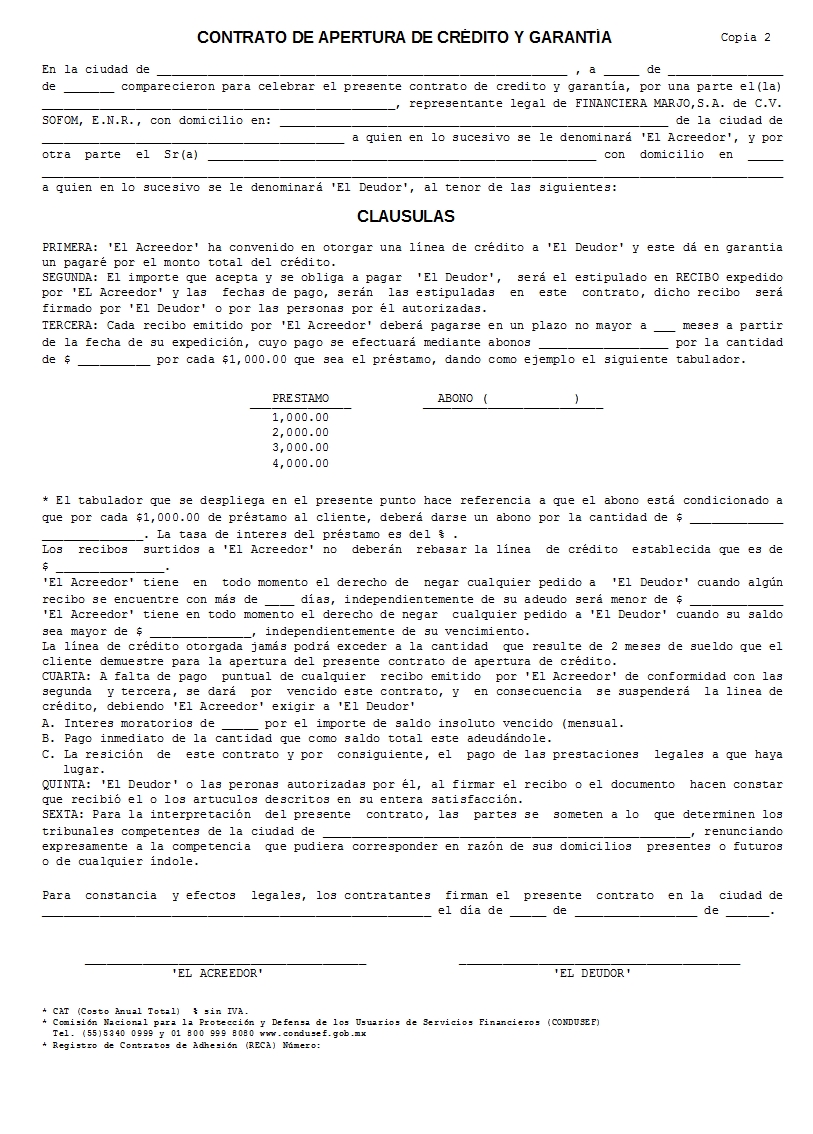 CONTRATO DE APERTURA DE CRÉDITO Y GARANTÍA Copia 2
En la ciudad de ____________________ , a _____ de ________________
de _______ comparecieron para celebrar el presente contrato de credito y garantía, por una parte el(la)
____________________, representante legal de FINANCIERA MARJO,S.A. de C.V.
SOFOM, E.N.R., con domicilio en: ____________________ de la ciudad de
____________________ a quien en lo sucesivo se le denominará 'El Acreedor', y por
otra parte el Sr(a) ____________________ con domicilio en _____
____________________
a quien en lo sucesivo se le denominará 'El Deudor', al tenor de las siguientes:
CLAUSULAS
PRIMERA: 'El Acreedor' ha convenido en otorgar una línea de crédito a 'El Deudor' y este dá en garantia
un pagaré por el monto total del crédito.
SEGUNDA: El importe que acepta y se obliga a pagar 'El Deudor', será el estipulado en RECIBO expedido
por 'EL Acreedor' y las fechas de pago, serán las estipuladas en este contrato, dicho recibo será
firmado por 'El Deudor' o por las personas por él autorizadas.
TERCERA: Cada recibo emitido por 'El Acreedor' deberá pagarse en un plazo no mayor a ___ meses a partir
de la fecha de su expedición, cuyo pago se efectuará mediante abonos __________________ por la cantidad
de $ __________ por cada $1,000.00 que sea el préstamo, dando como ejemplo el siguiente tabulador.
PRESTAMO ABONO ( )
1,000.00
2,000.00
3,000.00
4,000.00
* El tabulador que se despliega en el presente punto hace referencia a que el abono está condicionado a
que por cada $1,000.00 de préstamo al cliente, deberá darse un abono por la cantidad de $ _____________
______________. La tasa de interes del préstamo es del % .
Los recibos surtidos a 'El Acreedor' no deberán rebasar la línea de crédito establecida que es de
$ _______________.
'El Acreedor' tiene en todo momento el derecho de negar cualquier pedido a 'El Deudor' cuando algún
recibo se encuentre con más de ____ días, independientemente de su adeudo será menor de $ _____________
'El Acreedor' tiene en todo momento el derecho de negar cualquier pedido a 'El Deudor' cuando su saldo
sea mayor de $ ______________, independientemente de su vencimiento.
La línea de crédito otorgada jamás podrá exceder a la cantidad que resulte de 2 meses de sueldo que el
cliente demuestre para la apertura del presente contrato de apertura de crédito.
CUARTA: A falta de pago puntual de cualquier recibo emitido por 'El Acreedor' de conformidad con las
segunda y tercera, se dará por vencido este contrato, y en consecuencia se suspenderá la linea de
crédito, debiendo 'El Acreedor' exigir a 'El Deudor'
A. Interes moratorios de _____ por el importe de saldo insoluto vencido (mensual.
B. Pago inmediato de la cantidad que como saldo total este adeudándole.
C. La resición de este contrato y por consiguiente, el pago de las prestaciones legales a que haya
lugar.
QUINTA: 'El Deudor' o las peronas autorizadas por él, al firmar el recibo o el documento hacen constar
que recibió el o los artuculos descritos en su entera satisfacción.
SEXTA: Para la interpretación del presente contrato, las partes se someten a lo que determinen los
tribunales competentes de la ciudad de ____________________, renunciando
expresamente a la competencia que pudiera corresponder en razón de sus domicilios presentes o futuros
o de cualquier índole.
Para constancia y efectos legales, los contratantes firman el presente contrato en la ciudad de
____________________ el día de _____ de _________________ de ______.
'EL ACREEDOR' 'EL DEUDOR'
* CAT (Costo Anual Total) % sin IVA.
* Comisión Nacional para la Protección y Defensa de los Usuarios de Servicios Financieros (CONDUSEF)
Tel. (55)5340 0999 y 01 800 999 8080 www.condusef.gob.mx
* Registro de Contratos de Adhesión (RECA) Número: